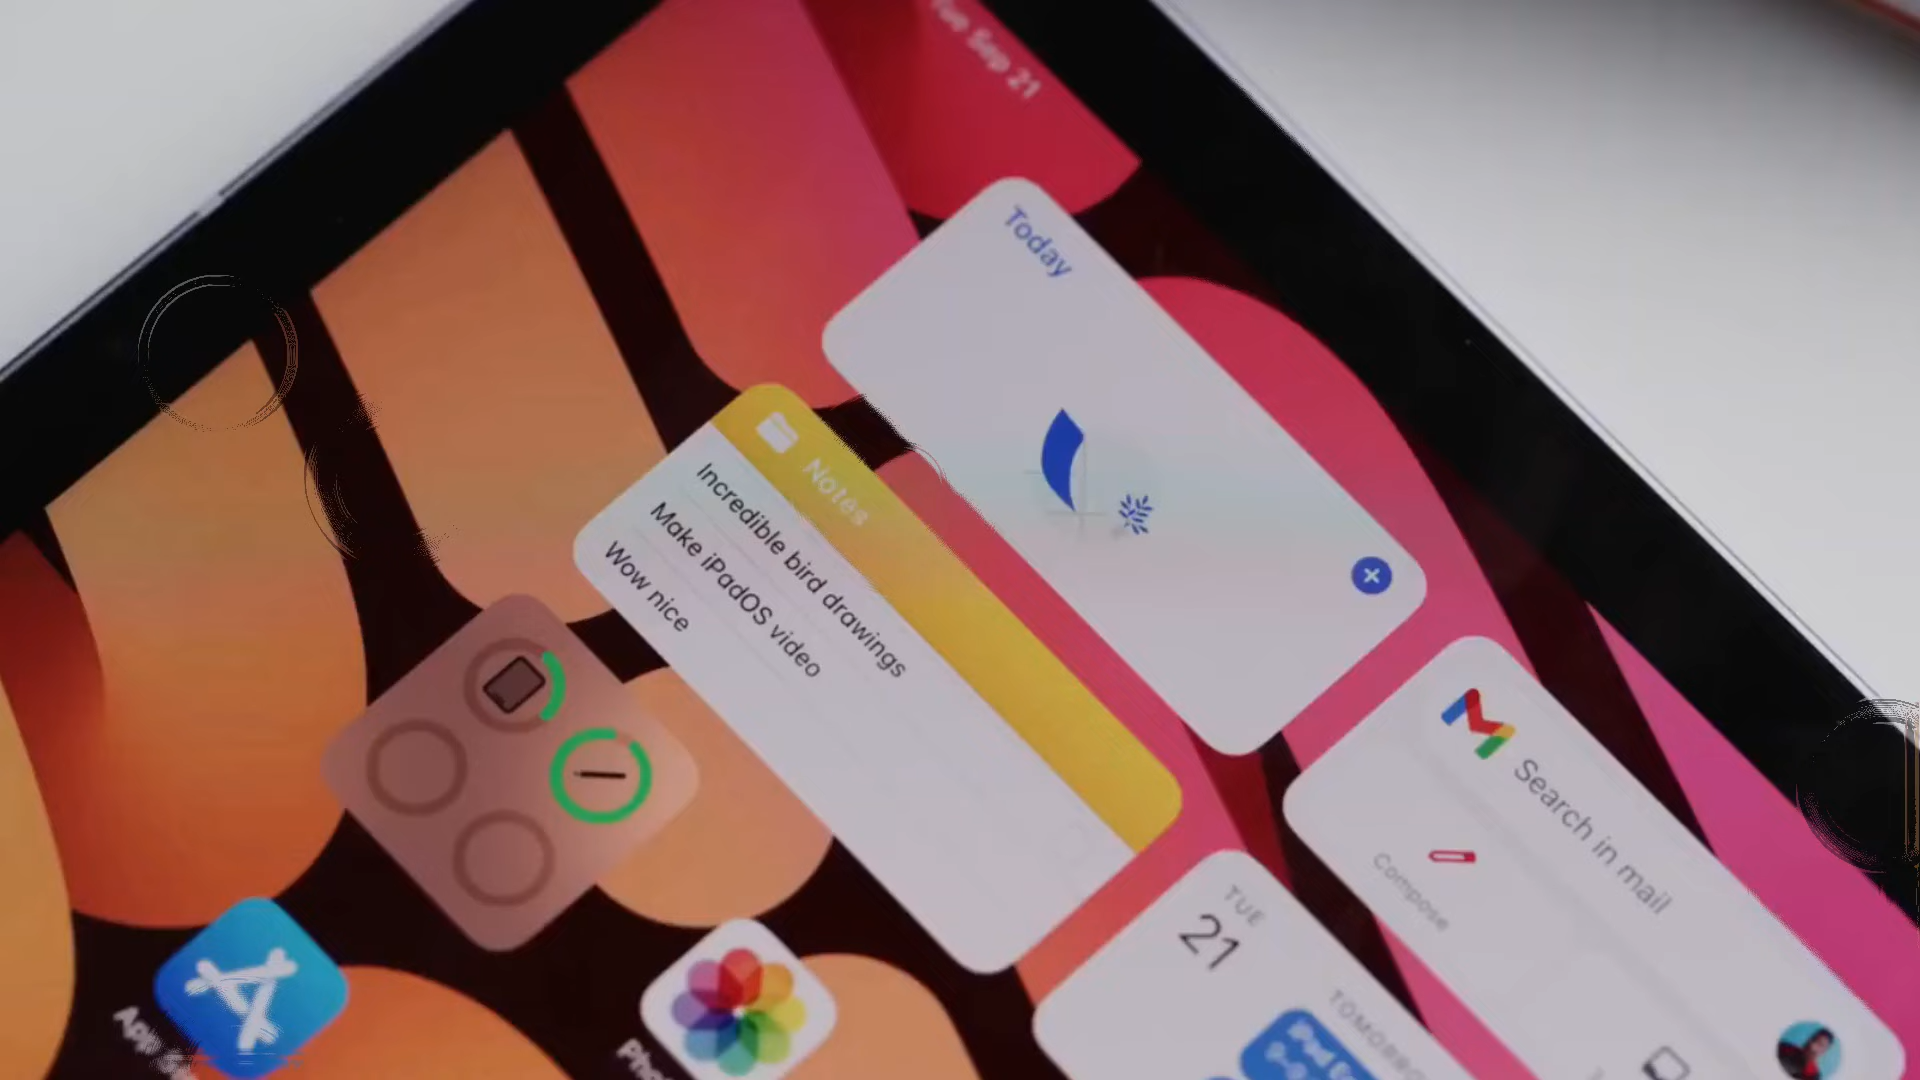 Tue Sep 21
Today
Notes
Incredible bird drawings
Make iPadOS video
Wow nice
Search in mail
Compose
TUE
21
App